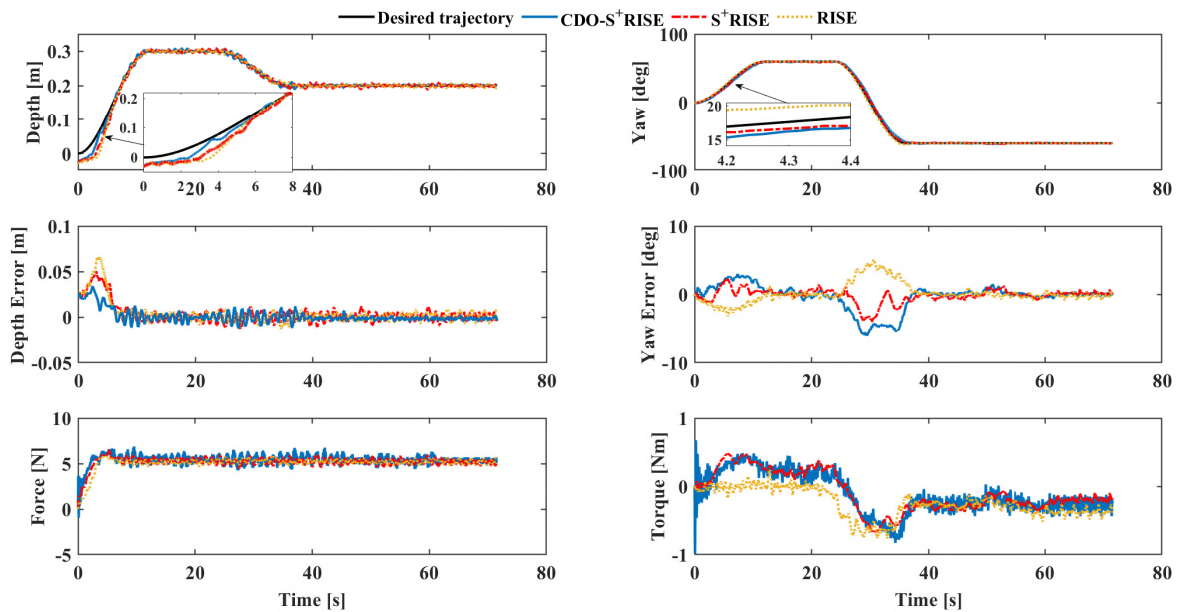 Desired trajectory CDO-S+RISE S+RISE RISE
Depth [m]
0.3
0.2
0.1
0
0.2
0.1
0
0 2 4 6 8
0 20 40 60 80
Yaw [deg]
100
0
-100
20
15
4.2 4.3 4.4
0 20 40 60 80
Depth Error [m]
0.1
0.05
0
-0.05
0 20 40 60 80
Yaw Error [deg]
10
0
-10
0 20 40 60 80
Force [N]
10
5
0
-5
0 20 40 60 80
Time [s]
Torque [Nm]
1
0
-1
0 20 40 60 80
Time [s]